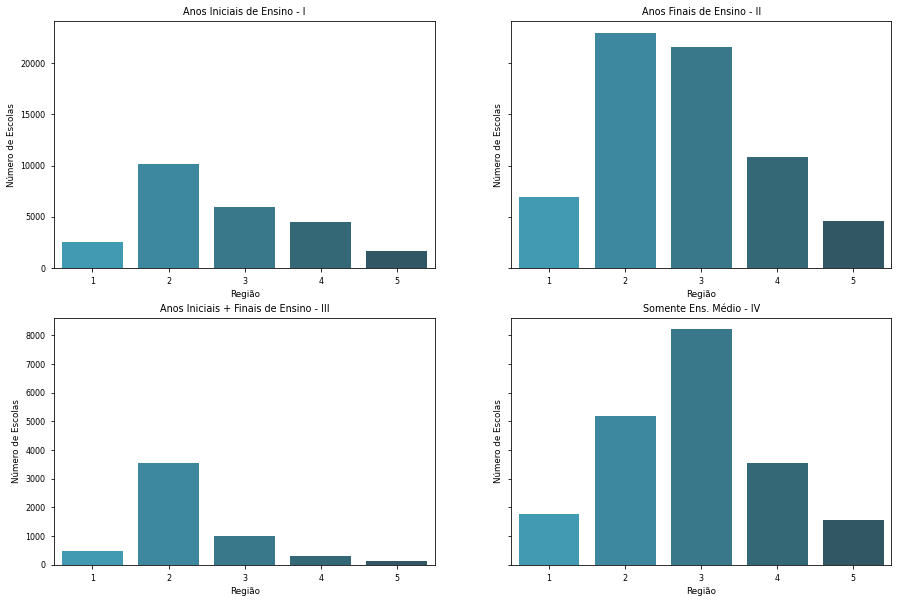 Anos Iniciais de Ensino - I
Número de Escolas
20000
15000
10000
5000
0
1 2 3 4 5
Região
Anos Finais de Ensino - II
Número de Escolas
1 2 3 4 5
Região
Anos Iniciais + Finais de Ensino - III
Número de Escolas
8000
7000
6000
5000
4000
3000
2000
1000
0
1 2 3 4 5
Região
Somente Ens. Médio - IV
Número de Escolas
1 2 3 4 5
Região